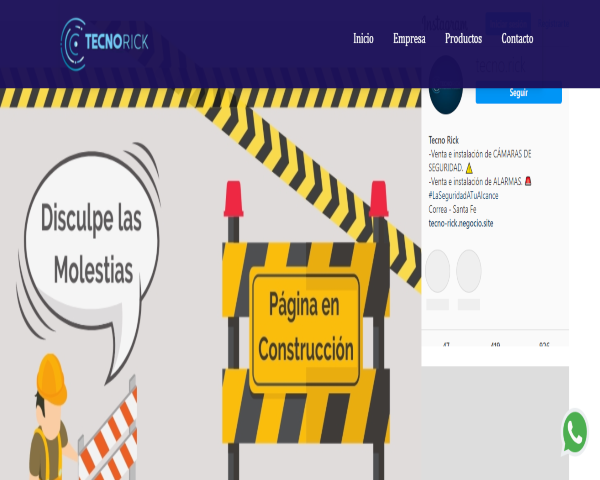 TECNORICK
Inicio
Empresa
Productos
Contacto
Seguir
Tecno Rick
-Venta e instalación de CÁMARAS DE
SEGURIDAD.
-Venta e instalación de ALARMAS.
#LaSeguridadATuAlcance
Correa - Santa Fe
tecno-rick.negocio.site
Disculpe las
Molestias
Página en
Construcción